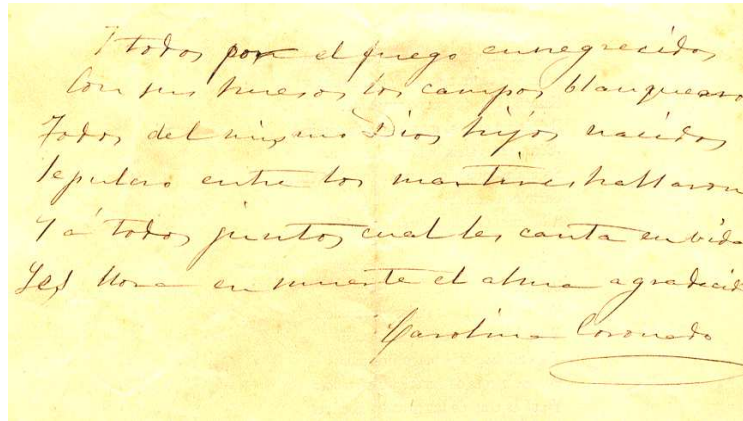 Y todos por el fuego ennegrecidos
Con sus huesos los campos blanquearon
Todos del mismo Dios hijos nacidos
Sepulcro entre los martires hallaron
Y á todos juntos cual les canta en vida
Les llora en muerte el alma agradecida
Carolina Coronado